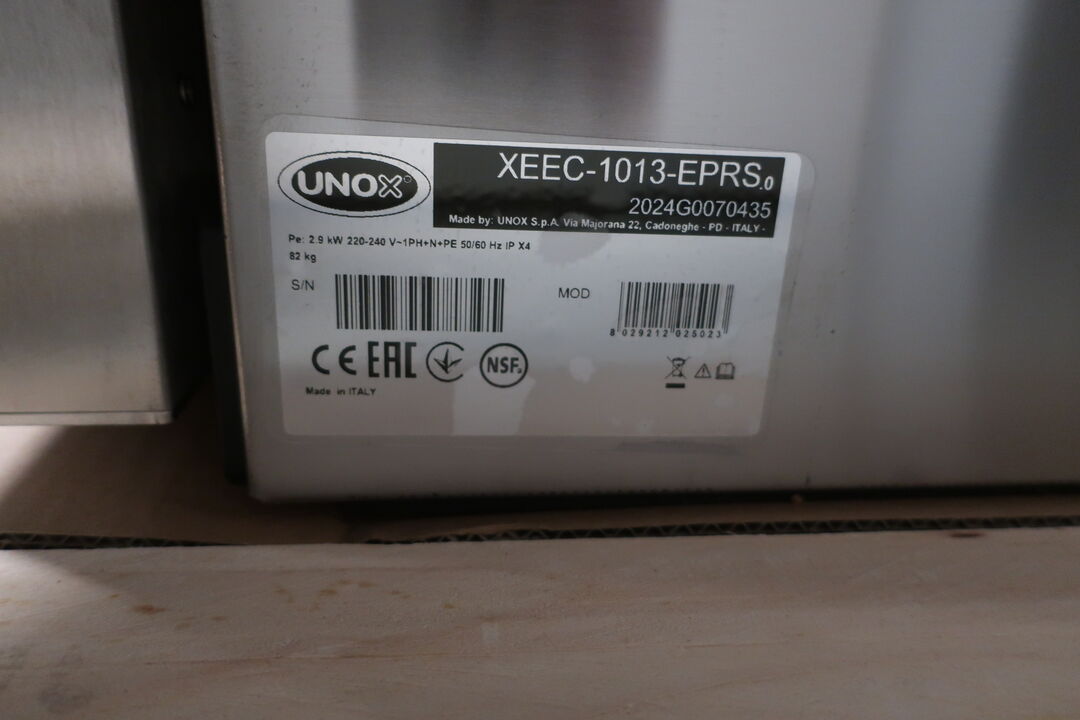 UNOX
XEEC-1013-EPRS.0
2024G0070435
Made by: UNOX S.p.A. Via Majorana 22, Cadoneghe - PD - ITALY -
Pe: 2.9 kW 220-240 V~1PH+N+PE 50/60 Hz IP X4
82 kg
S/N
MOD
8 029212 025023
CE EAC NSF
Made in ITALY